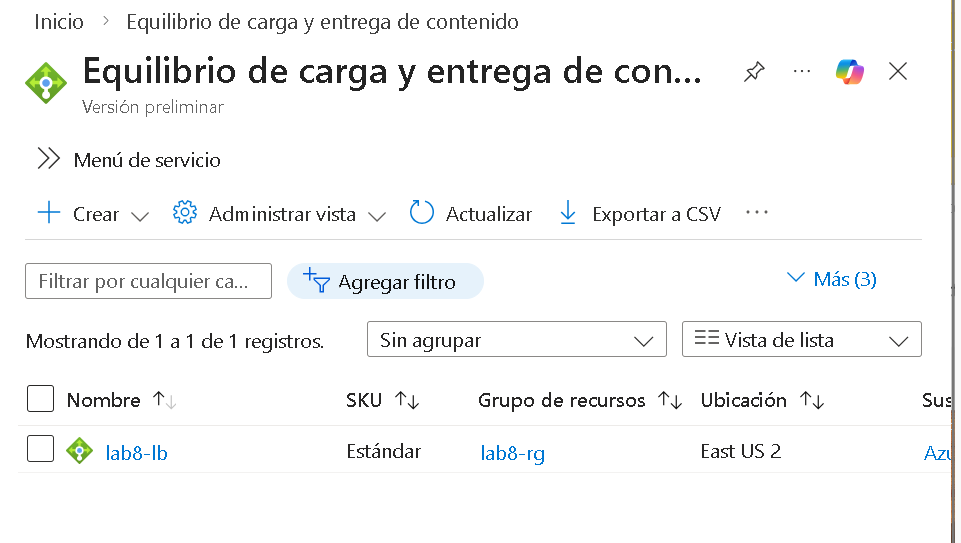 Inicio > Equilibrio de carga y entrega de contenido
Equilibrio de carga y entrega de con...
Versión preliminar
Menú de servicio
Crear Administrar vista Actualizar Exportar a CSV ...
Filtrar por cualquier ca... Agregar filtro Más (3)
Mostrando de 1 a 1 de 1 registros. Sin agrupar Vista de lista
Nombre SKU Grupo de recursos Ubicación Sus
lab8-lb Estándar lab8-rg East US 2 Azu